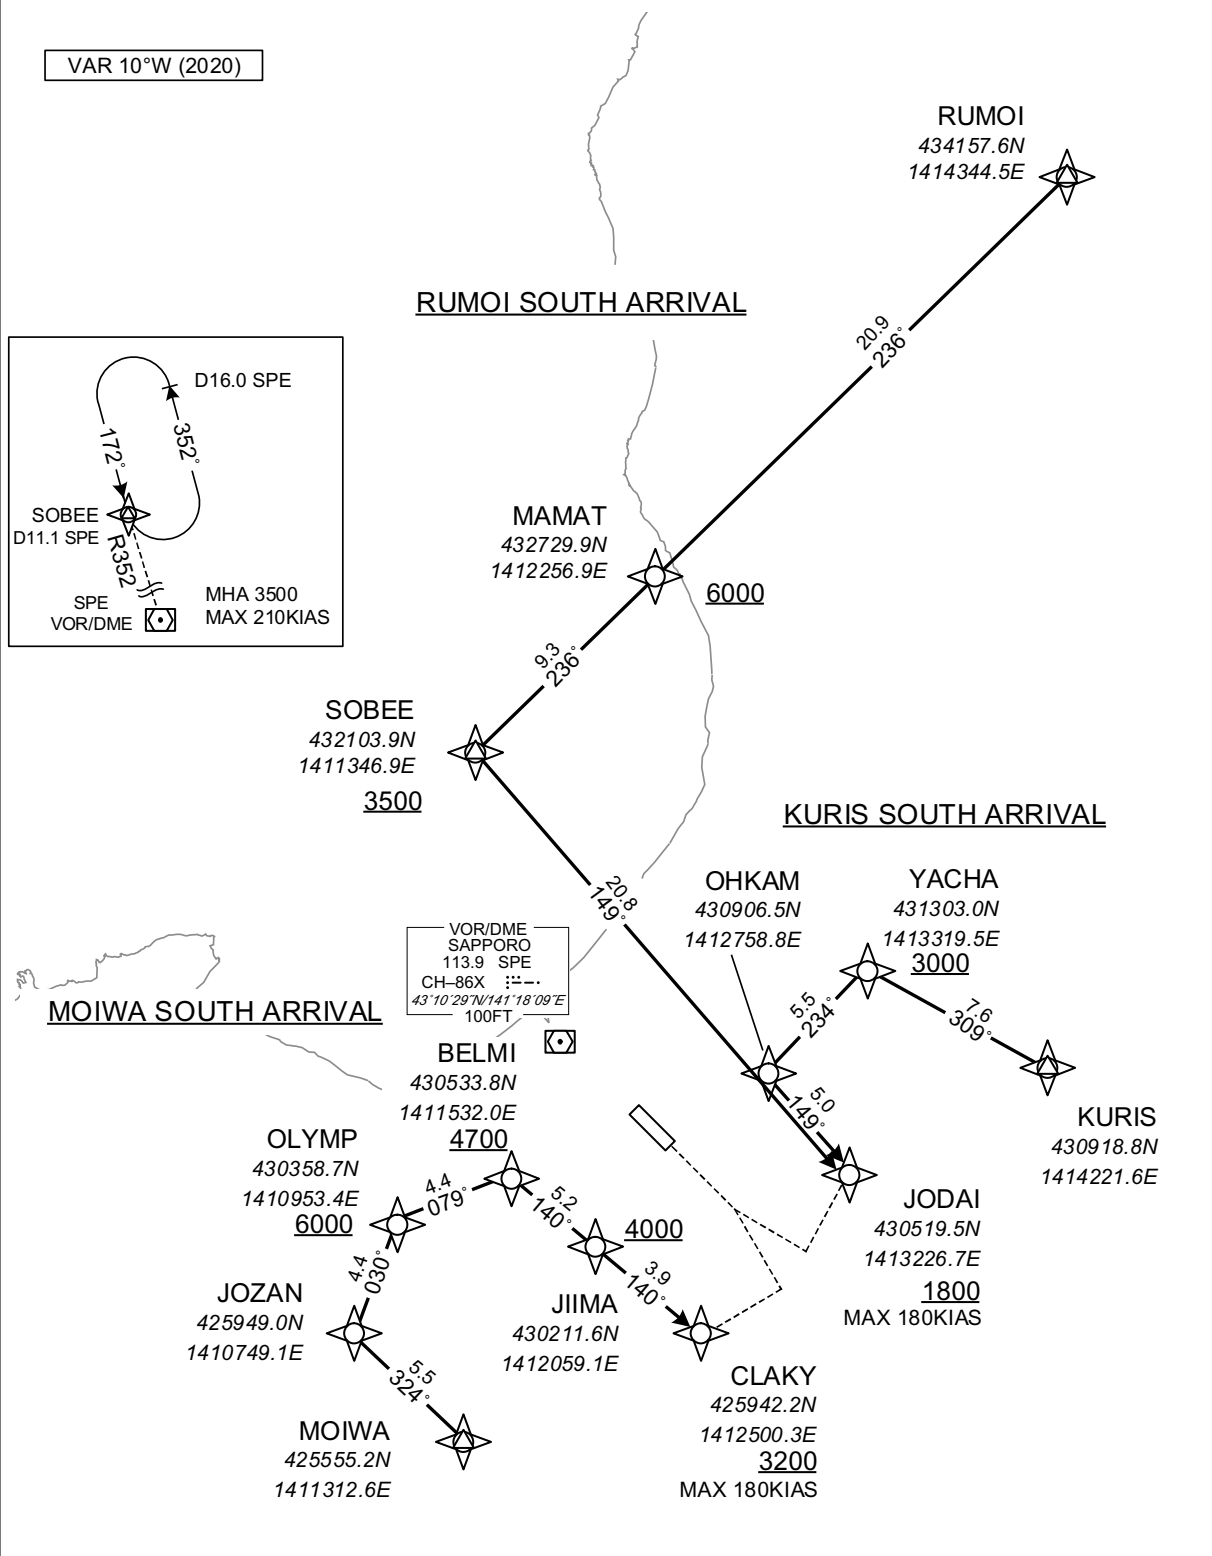 VAR 10°W (2020)
RUMOI
434157.6N
1414344.5E
RUMOI SOUTH ARRIVAL
20.9
236°
D16.0 SPE
172°
352°
SOBEE
D11.1 SPE
R352
SPE
VOR/DME
MHA 3500
MAX 210KIAS
MAMAT
432729.9N
1412256.9E
6000
9.3
236°
SOBEE
432103.9N
1411346.9E
3500
KURIS SOUTH ARRIVAL
20.8
149°
OHKAM
430906.5N
1412758.8E
YACHA
431303.0N
1413319.5E
3000
VOR/DME
SAPPORO
113.9 SPE
CH–86X
43°10′29″N/141°18′09″E
100FT
MOIWA SOUTH ARRIVAL
5.5
234°
7.6
309°
BELMI
430533.8N
1411532.0E
4700
5.0
149°
KURIS
430918.8N
1414221.6E
OLYMP
430358.7N
1410953.4E
6000
4.4
079°
5.2
140°
4000
JODAI
430519.5N
1413226.7E
1800
MAX 180KIAS
4.4
030°
JOZAN
425949.0N
1410749.1E
3.9
140°
JIIMA
430211.6N
1412059.1E
5.5
324°
CLAKY
425942.2N
1412500.3E
3200
MAX 180KIAS
MOIWA
425555.2N
1411312.6E